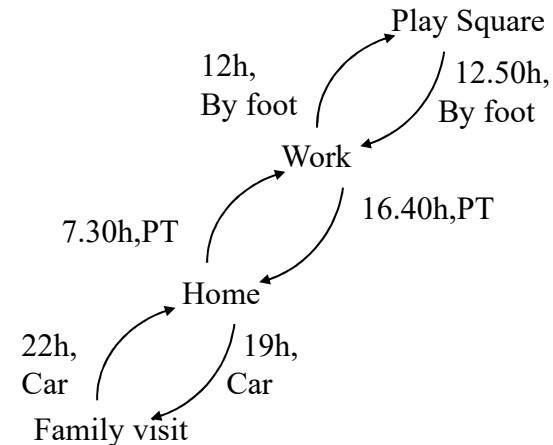 Play Square
12h,
By foot
12.50h,
By foot
Work
7.30h,PT
16.40h,PT
Home
22h,
Car
19h,
Car
Family visit